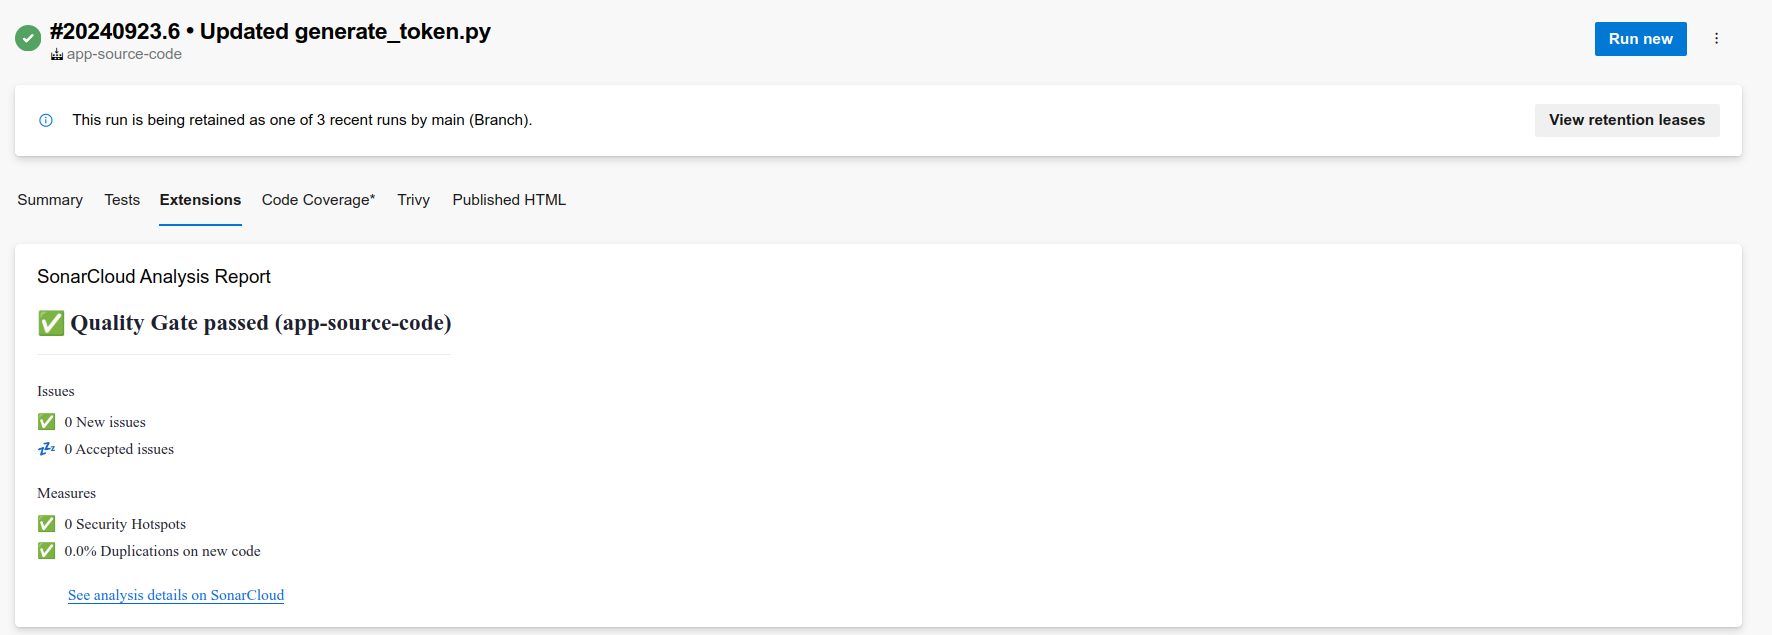 #20240923.6 • Updated generate_token.py
app-source-code
Run new
This run is being retained as one of 3 recent runs by main (Branch).
View retention leases
Summary Tests Extensions Code Coverage* Trivy Published HTML
SonarCloud Analysis Report
✅ Quality Gate passed (app-source-code)
Issues
✅ 0 New issues
💤 0 Accepted issues
Measures
✅ 0 Security Hotspots
✅ 0.0% Duplications on new code
See analysis details on SonarCloud